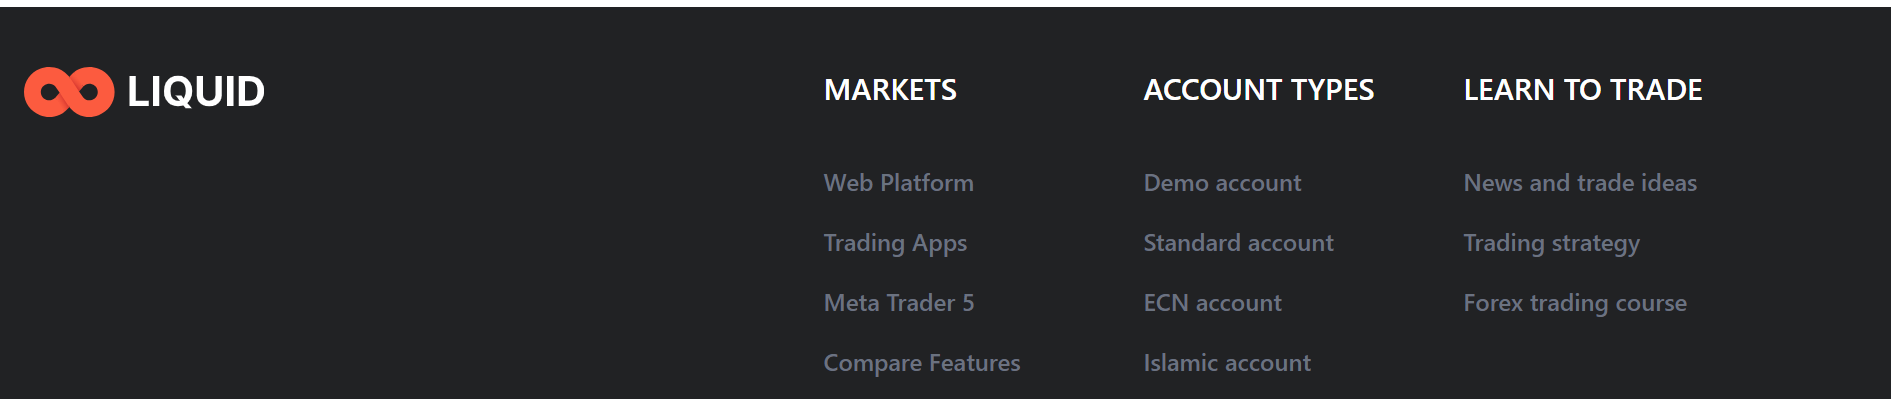 LIQUID
MARKETS
Web Platform
Trading Apps
Meta Trader 5
Compare Features
ACCOUNT TYPES
Demo account
Standard account
ECN account
Islamic account
LEARN TO TRADE
News and trade ideas
Trading strategy
Forex trading course